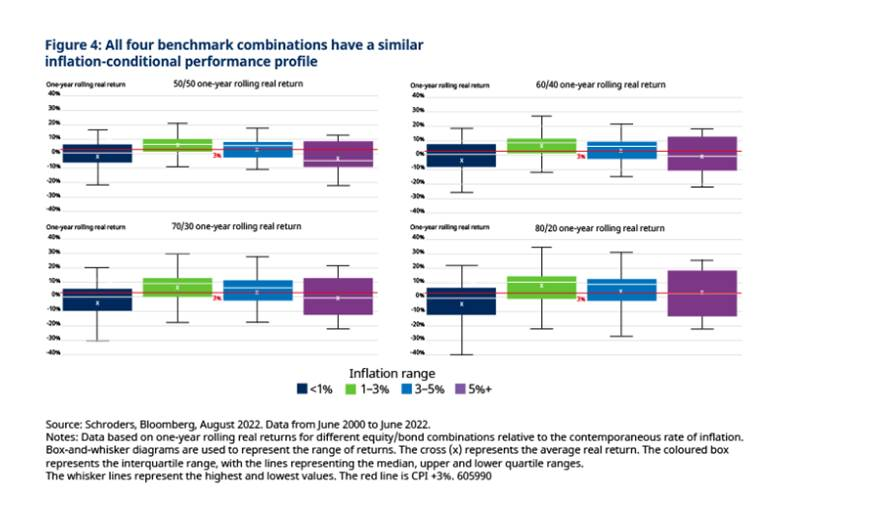 Figure 4: All four benchmark combinations have a similar
inflation-conditional performance profile
One-year rolling real return
50/50 one-year rolling real return
40%
30%
20%
10%
0%
-10%
-20%
-30%
-40%
3%
One-year rolling real return
60/40 one-year rolling real return
40%
30%
20%
10%
0%
-10%
-20%
-30%
-40%
3%
One-year rolling real return
70/30 one-year rolling real return
40%
30%
20%
10%
0%
-10%
-20%
-30%
-40%
3%
One-year rolling real return
80/20 one-year rolling real return
40%
30%
20%
10%
0%
-10%
-20%
-30%
-40%
3%
Inflation range
<1% 1–3% 3–5% 5%+
Source: Schroders, Bloomberg, August 2022. Data from June 2000 to June 2022.
Notes: Data based on one-year rolling real returns for different equity/bond combinations relative to the contemporaneous rate of inflation.
Box-and-whisker diagrams are used to represent the range of returns. The cross (x) represents the average real return. The coloured box
represents the interquartile range, with the lines representing the median, upper and lower quartile ranges.
The whisker lines represent the highest and lowest values. The red line is CPI +3%. 605990